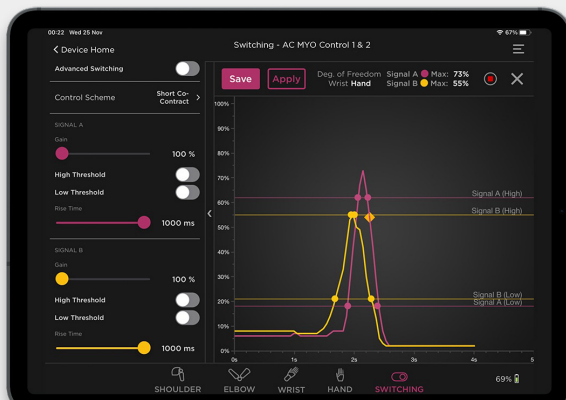 00:22 Wed 25 Nov
67%
Device Home
Switching - AC MYO Control 1 & 2
Advanced Switching
Control Scheme
Short Co-
Contract
Save
Apply
Deg. of Freedom
Wrist Hand
Signal A Max: 73%
Signal B Max: 55%
SIGNAL A
Gain
100 %
High Threshold
Low Threshold
Rise Time
1000 ms
SIGNAL B
Gain
100 %
High Threshold
Low Threshold
Rise Time
1000 ms
100%
90%
80%
70%
60%
50%
40%
30%
20%
10%
0%
Signal A (High)
Signal B (High)
Signal B (Low)
Signal A (Low)
0s
1s
2s
3s
4s
5
SHOULDER
ELBOW
WRIST
HAND
SWITCHING
69%